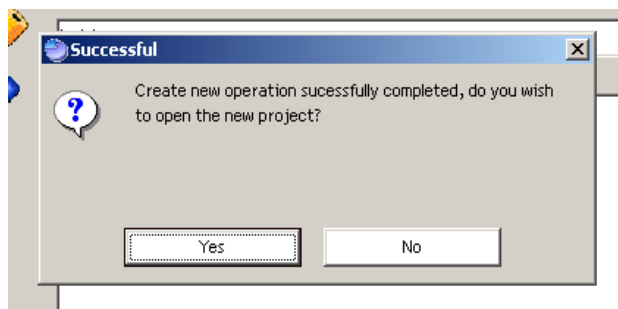 Successful
Create new operation sucessfully completed, do you wish
to open the new project?
Yes
No